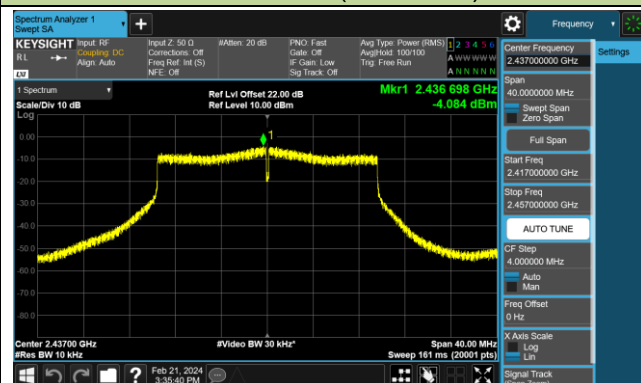 Spectrum Analyzer 1
Swept SA
Frequency
KEYSIGHT
RL
LXI
Input: RF
Coupling: DC
Align: Auto
Input Z: 50 Ω
Corrections: Off
Freq Ref: Int (S)
NFE: Off
#Atten: 20 dB
PNO: Fast
Gate: Off
IF Gain: Low
Sig Track: Off
Avg Type: Power (RMS)
Avg|Hold: 100/100
Trig: Free Run
1 2 3 4 5 6
A W W W W W
A N N N N N
Center Frequency
2.437000000 GHz
Settings
Span
40.0000000 MHz
Swept Span
Zero Span
Full Span
Start Freq
2.417000000 GHz
Stop Freq
2.457000000 GHz
AUTO TUNE
CF Step
4.000000 MHz
Auto
Man
Freq Offset
0 Hz
X Axis Scale
Log
Lin
Signal Track
1 Spectrum
Scale/Div 10 dB
Log
Ref Lvl Offset 22.00 dB
Ref Level 10.00 dBm
Mkr1 2.436 698 GHz
-4.084 dBm
1
0.00
-10.0
-20.0
-30.0
-40.0
-50.0
-60.0
-70.0
-80.0
Center 2.43700 GHz
#Res BW 10 kHz
#Video BW 30 kHz*
Span 40.00 MHz
Sweep 161 ms (20001 pts)
Feb 21, 2024
3:35:40 PM